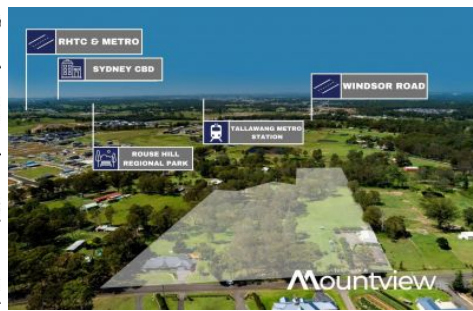 RHTC & METRO
SYDNEY CBD
WINDSOR ROAD
TALLAWANG METRO
STATION
ROUSE HILL
REGIONAL PARK
Mountview